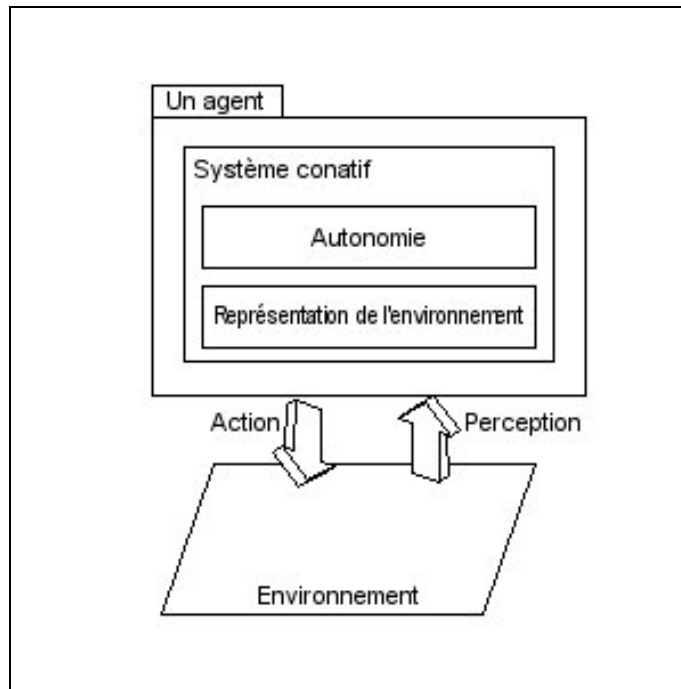 Un agent
Système conatif
Autonomie
Représentation de l'environnement
Action
Perception
Environnement